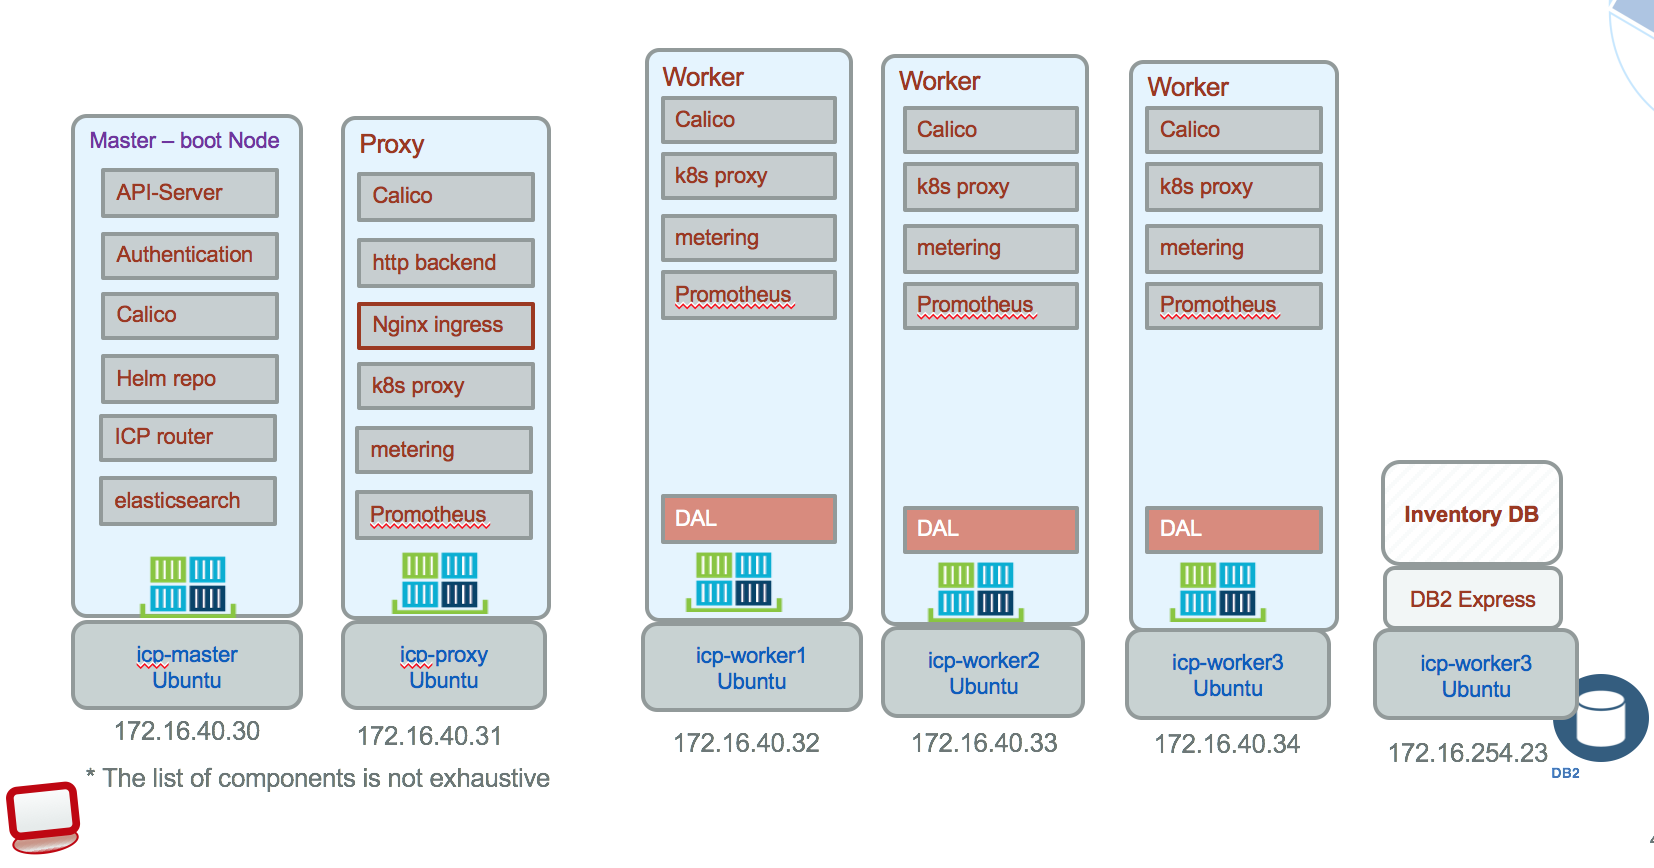 Master – boot Node
API-Server
Authentication
Calico
Helm repo
ICP router
elasticsearch
icp-master
Ubuntu
172.16.40.30
Proxy
Calico
http backend
Nginx ingress
k8s proxy
metering
Promotheus
icp-proxy
Ubuntu
172.16.40.31
Worker
Calico
k8s proxy
metering
Promotheus
DAL
icp-worker1
Ubuntu
172.16.40.32
Worker
Calico
k8s proxy
metering
Promotheus
DAL
icp-worker2
Ubuntu
172.16.40.33
Worker
Calico
k8s proxy
metering
Promotheus
DAL
icp-worker3
Ubuntu
172.16.40.34
Inventory DB
DB2 Express
icp-worker3
Ubuntu
172.16.254.23
DB2
* The list of components is not exhaustive